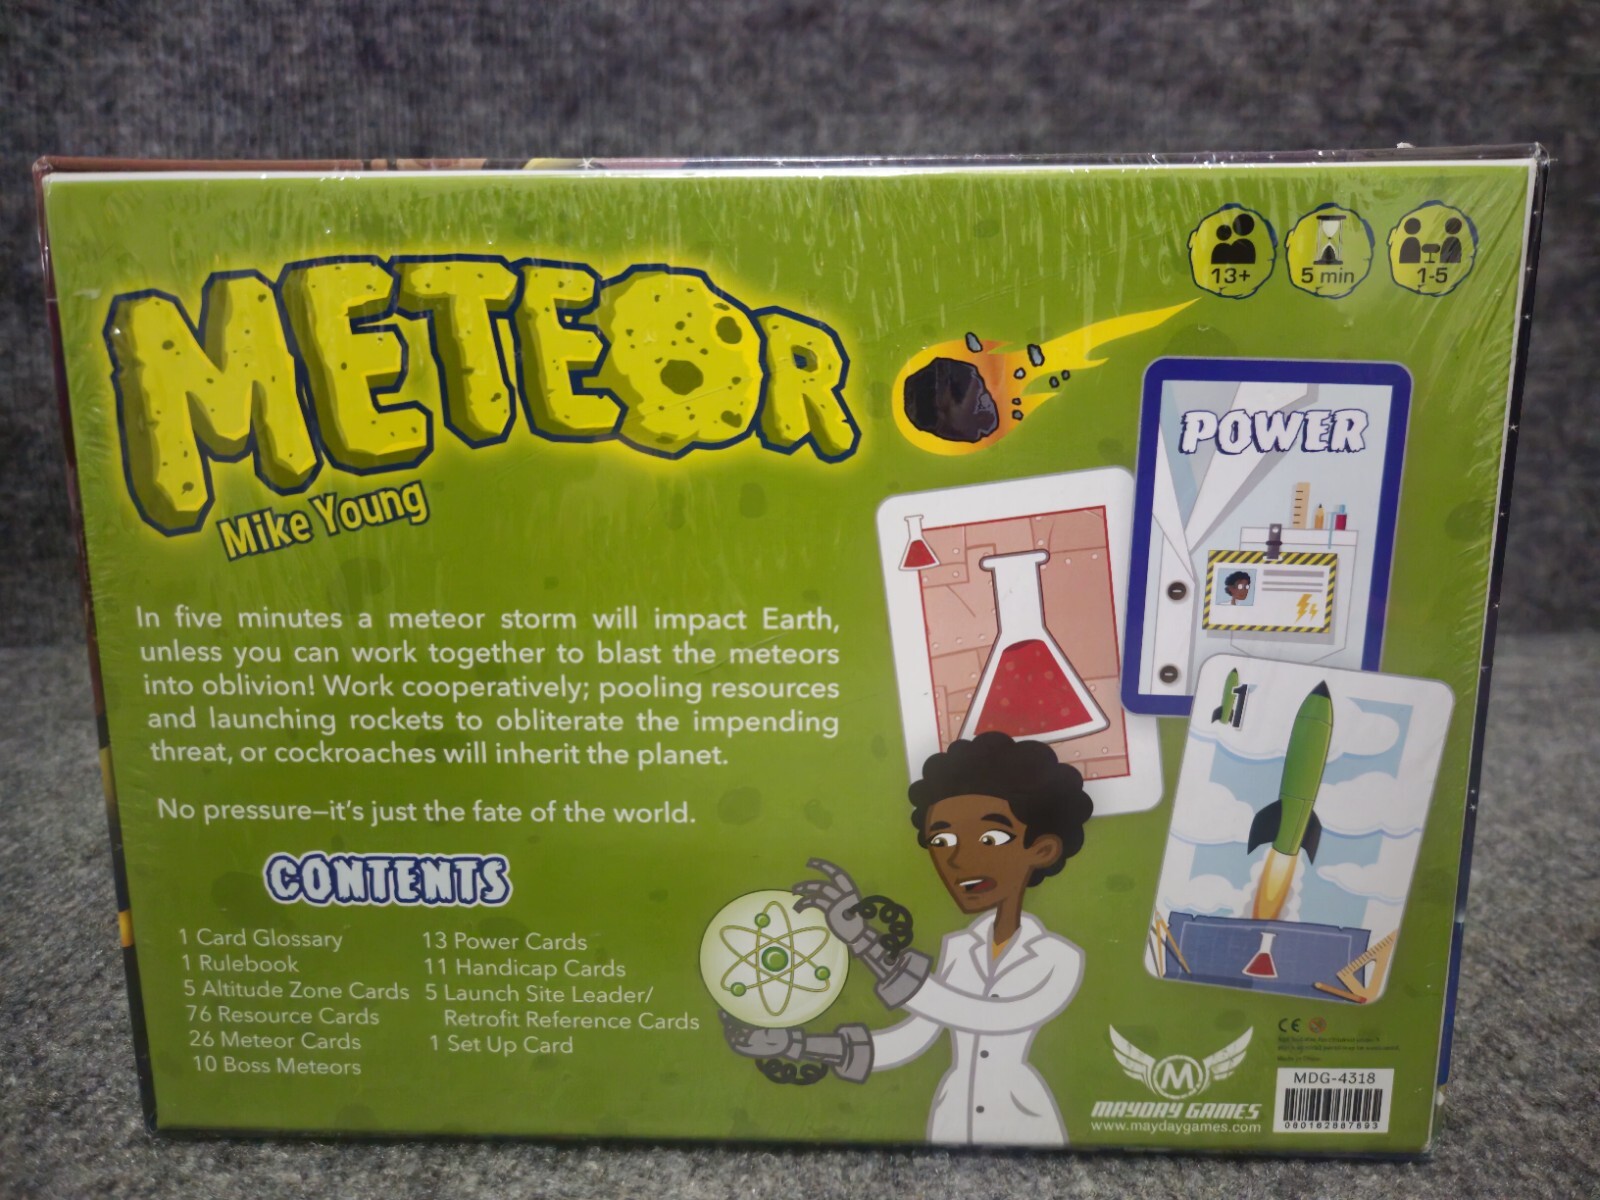 13+
5 min
1-5
METEOR
Mike Young
POWER
1
In five minutes a meteor storm will impact Earth,
unless you can work together to blast the meteors
into oblivion! Work cooperatively; pooling resources
and launching rockets to obliterate the impending
threat, or cockroaches will inherit the planet.
No pressure—it's just the fate of the world.
CONTENTS
1 Card Glossary
1 Rulebook
5 Altitude Zone Cards
76 Resource Cards
26 Meteor Cards
10 Boss Meteors
13 Power Cards
11 Handicap Cards
5 Launch Site Leader/
Retrofit Reference Cards
1 Set Up Card
M
MAYDAY GAMES
www.maydaygames.com
CE
MDG-4318